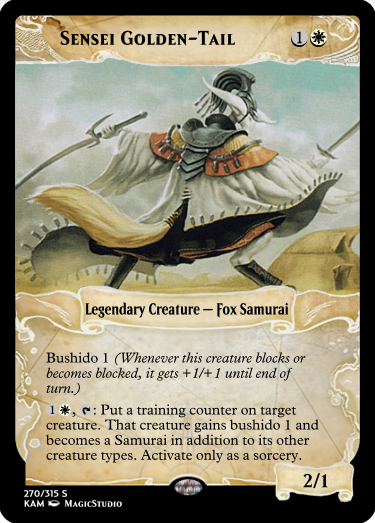 Sensei Golden-Tail 1
Legendary Creature — Fox Samurai
Bushido 1 (Whenever this creature blocks or
becomes blocked, it gets +1/+1 until end of
turn.)
1, : Put a training counter on target
creature. That creature gains bushido 1 and
becomes a Samurai in addition to its other
creature types. Activate only as a sorcery.
2/1
270/315 S
KAM MagicStudio